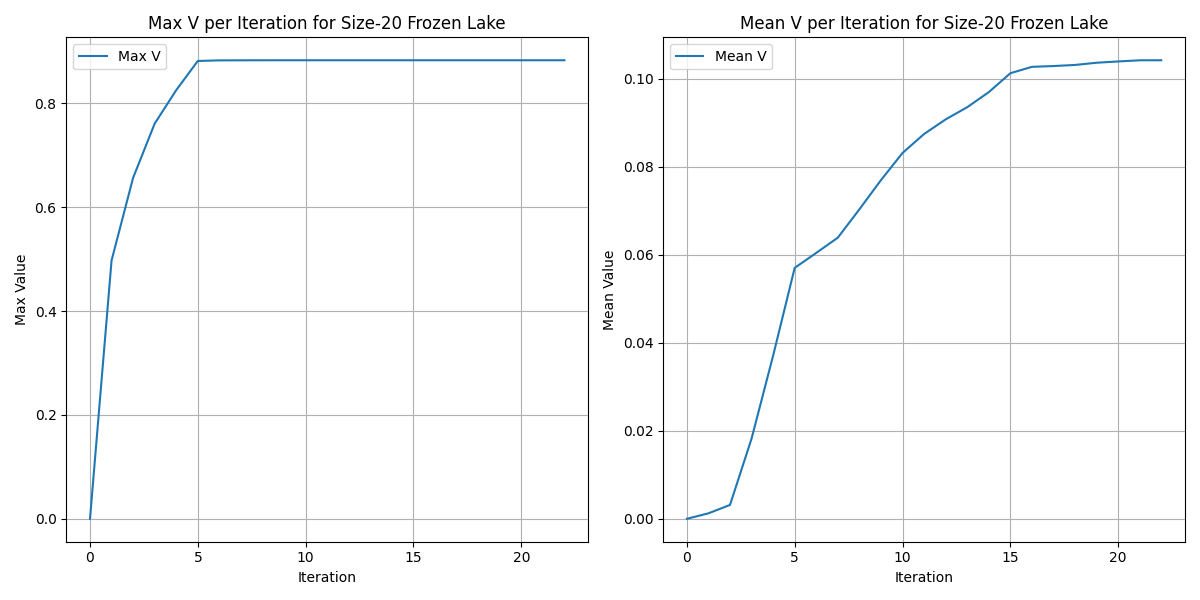 Max V per Iteration for Size-20 Frozen Lake
Max V
0.8
0.6
0.4
0.2
0.0
Max Value
0 5 10 15 20
Iteration
Mean V per Iteration for Size-20 Frozen Lake
Mean V
0.10
0.08
0.06
0.04
0.02
0.00
Mean Value
0 5 10 15 20
Iteration